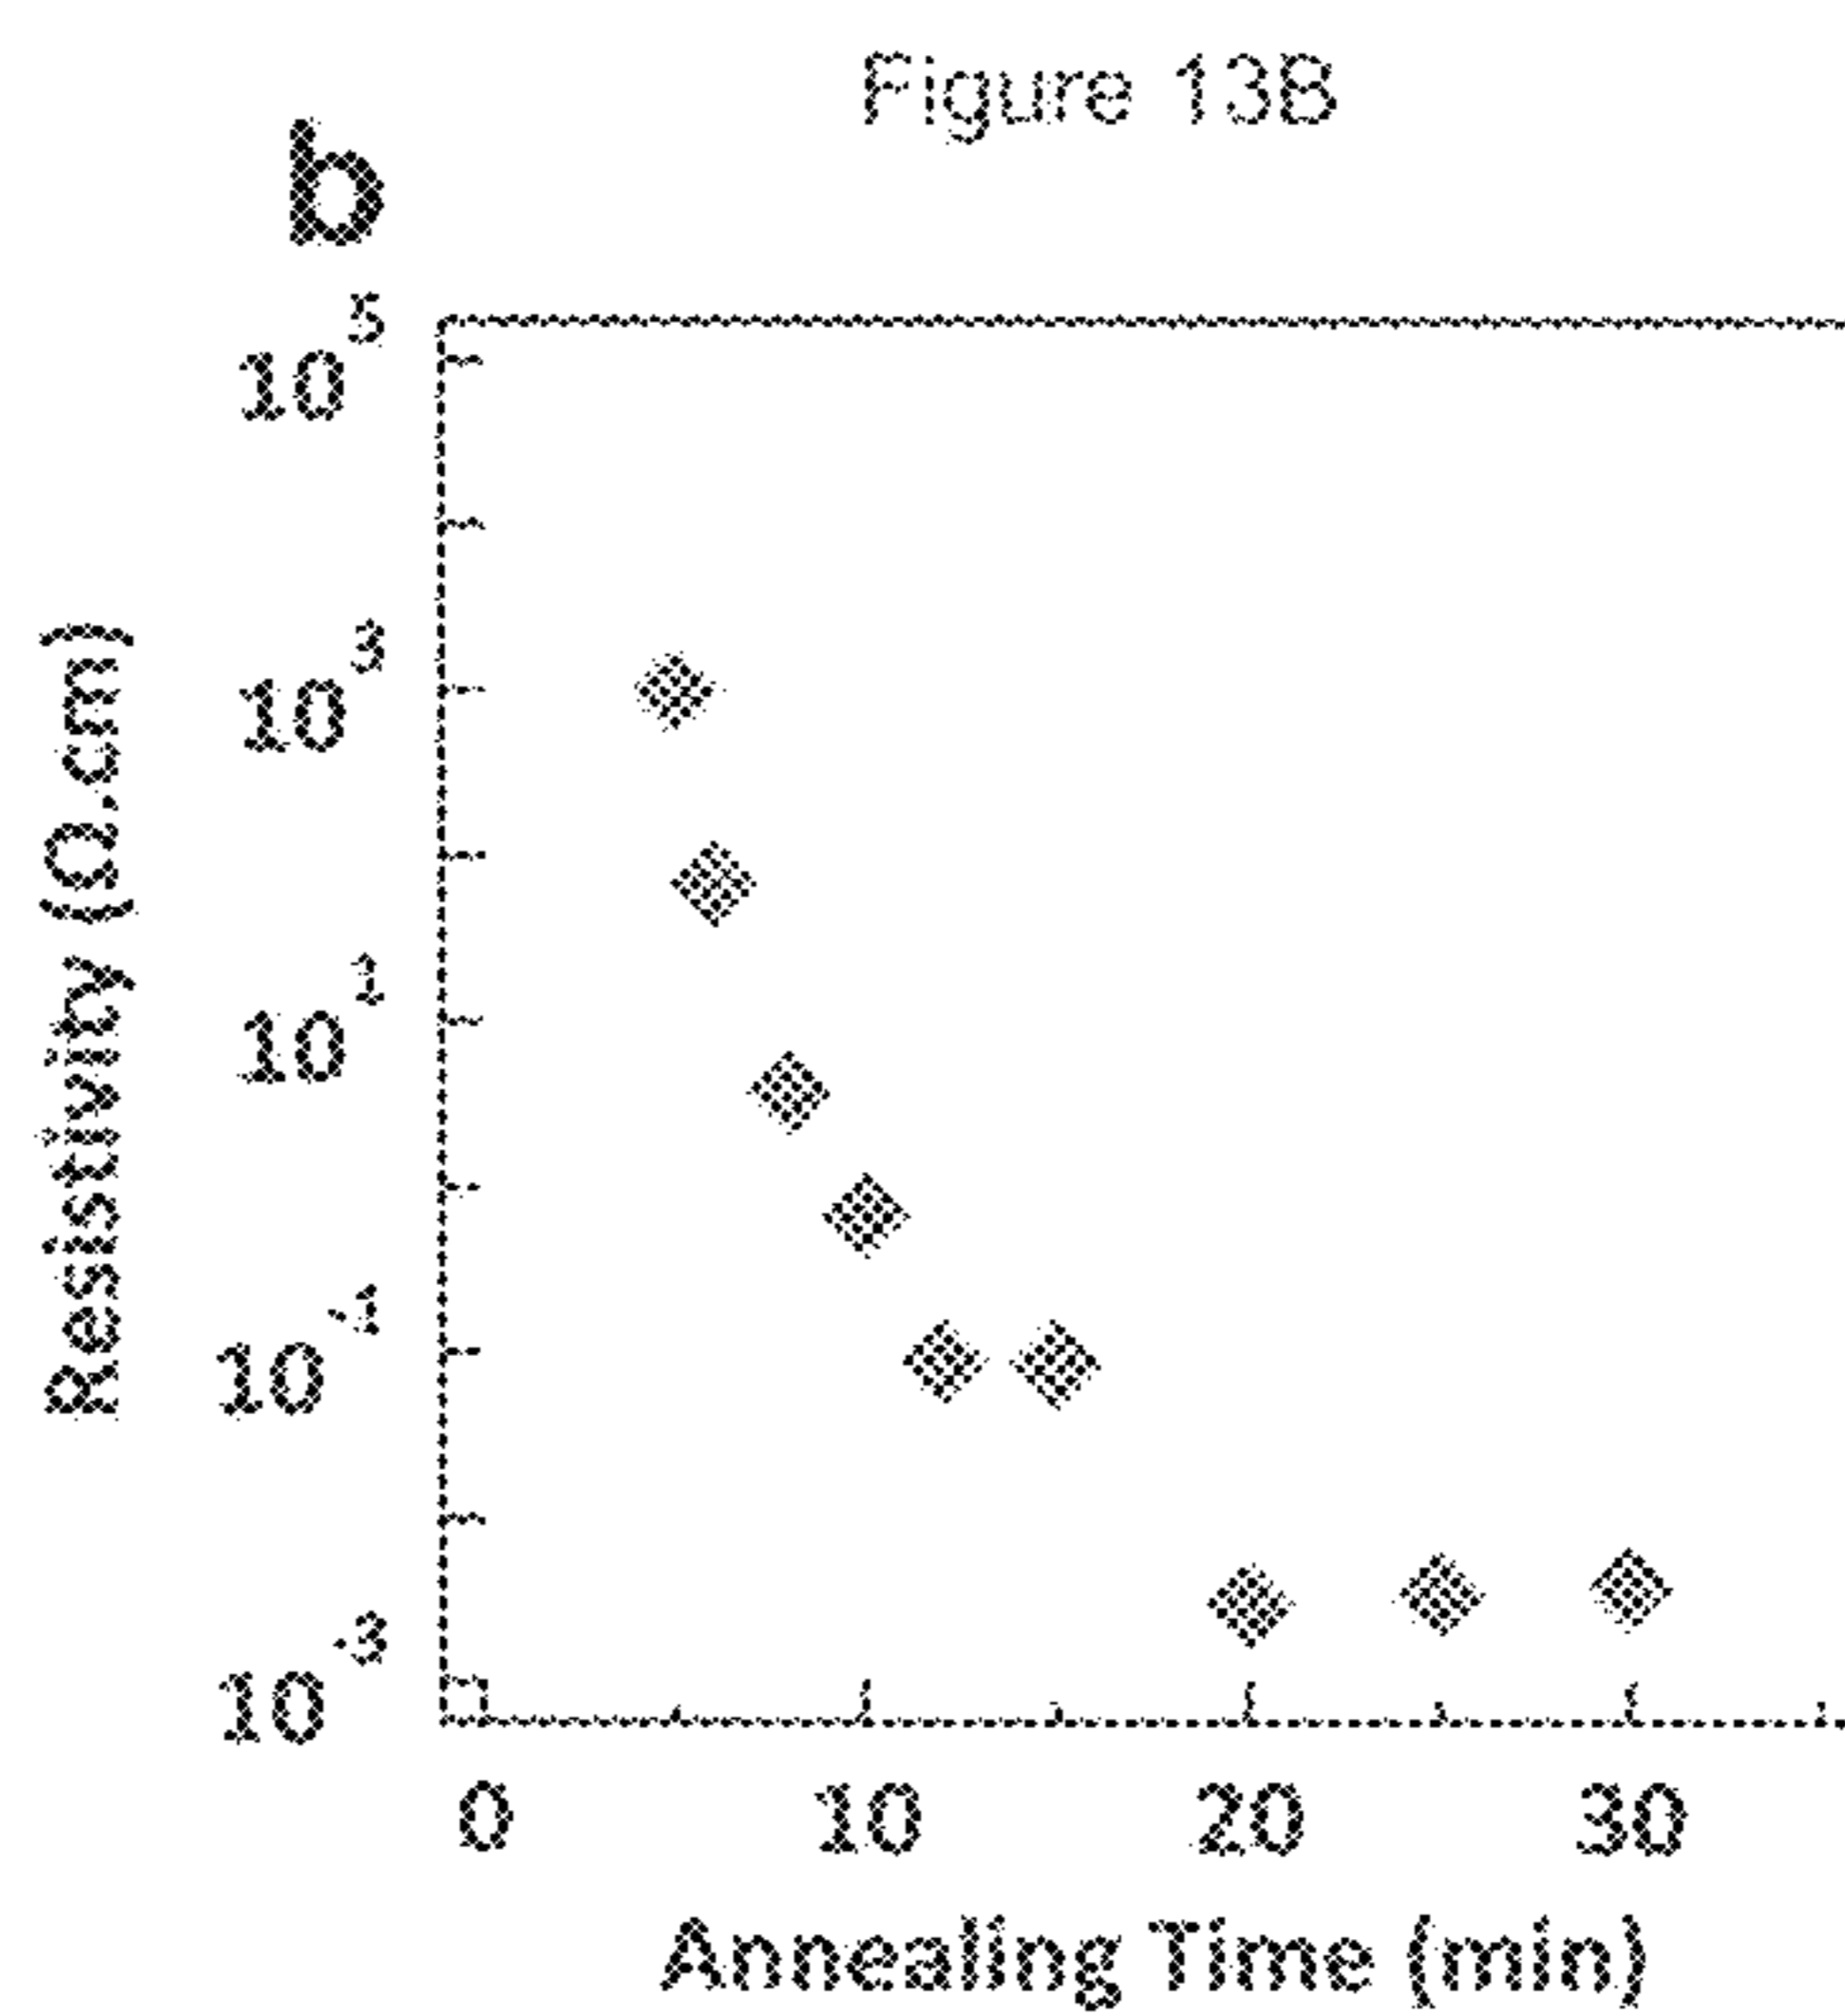 Figure 13B
b
10^5
10^3
10^1
10^-1
10^-3
Resistivity (Ω.cm)
0 10 20 30
Annealing Time (min)